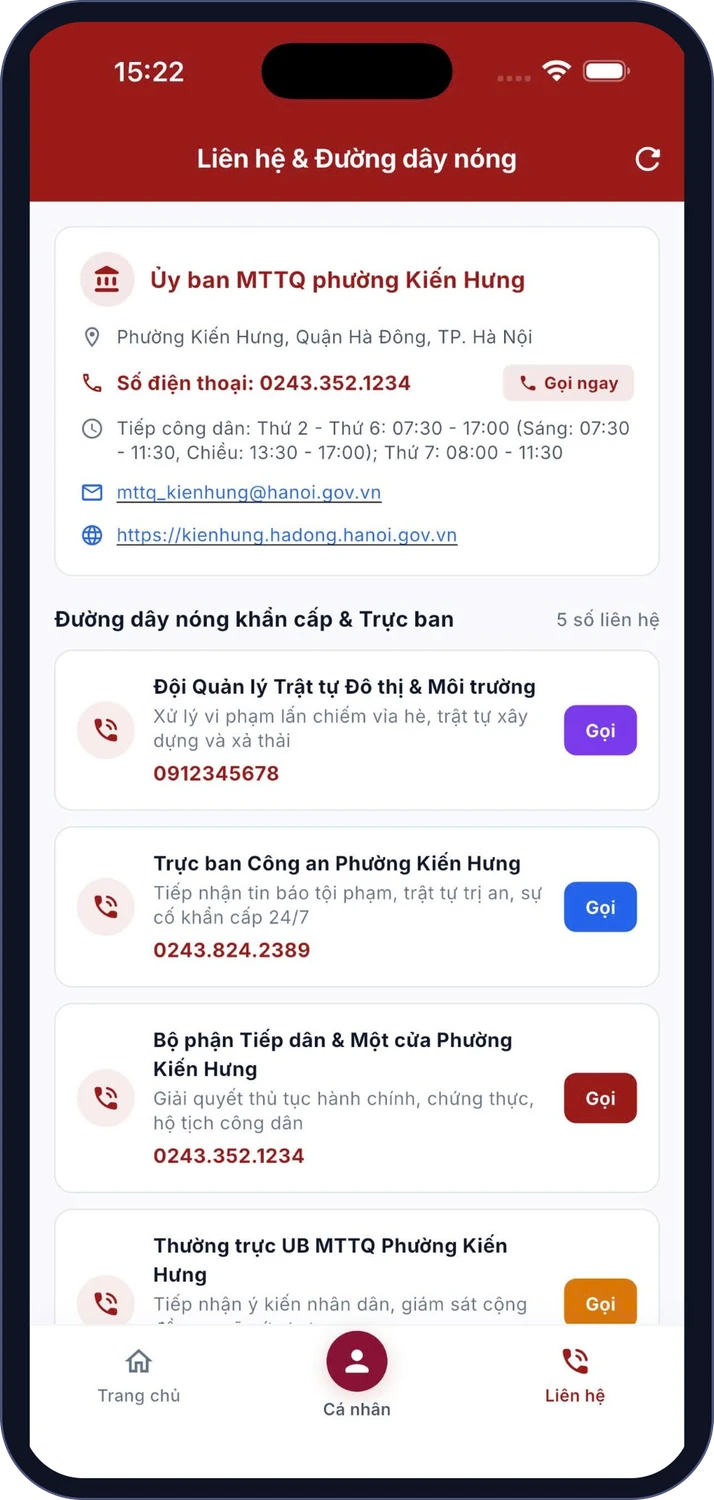 15:22
Liên hệ & Đường dây nóng
Ủy ban MTTQ phường Kiến Hưng
Phường Kiến Hưng, Quận Hà Đông, TP. Hà Nội
Số điện thoại: 0243.352.1234
Gọi ngay
Tiếp công dân: Thứ 2 - Thứ 6: 07:30 - 17:00 (Sáng: 07:30
- 11:30, Chiều: 13:30 - 17:00); Thứ 7: 08:00 - 11:30
mttq_kienhung@hanoi.gov.vn
https://kienhung.hadong.hanoi.gov.vn
Đường dây nóng khẩn cấp & Trực ban
5 số liên hệ
Đội Quản lý Trật tự Đô thị & Môi trường
Xử lý vi phạm lấn chiếm vỉa hè, trật tự xây
dựng và xả thải
0912345678
Gọi
Trực ban Công an Phường Kiến Hưng
Tiếp nhận tin báo tội phạm, trật tự trị an, sự
cố khẩn cấp 24/7
0243.824.2389
Gọi
Bộ phận Tiếp dân & Một cửa Phường
Kiến Hưng
Giải quyết thủ tục hành chính, chứng thực,
hộ tịch công dân
0243.352.1234
Gọi
Thường trực UB MTTQ Phường Kiến
Hưng
Tiếp nhận ý kiến nhân dân, giám sát cộng
Gọi
Trang chủ
Cá nhân
Liên hệ